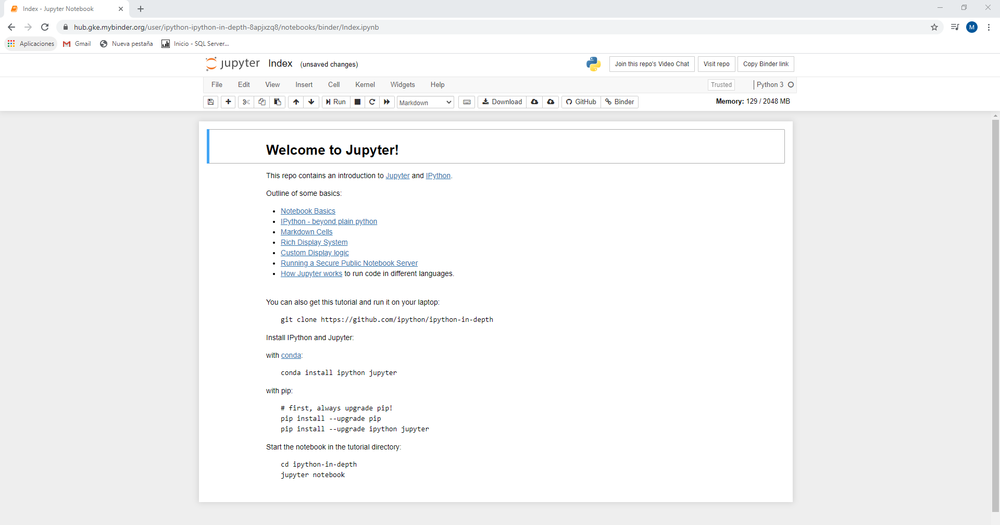 Index - Jupyter Notebook
hub.gke.mybinder.org/user/ipython-ipython-in-depth-8apjxzq8/notebooks/binder/Index.ipynb
M
Aplicaciones Gmail Nueva pestaña Inicio - SQL Server...
jupyter Index (unsaved changes) Join this repo's Video Chat Visit repo Copy Binder link
File Edit View Insert Cell Kernel Widgets Help Trusted Python 3
Run Markdown Download GitHub Binder Memory: 129 / 2048 MB
Welcome to Jupyter!
This repo contains an introduction to Jupyter and IPython.
Outline of some basics:
Notebook Basics
IPython - beyond plain python
Markdown Cells
Rich Display System
Custom Display logic
Running a Secure Public Notebook Server
How Jupyter works to run code in different languages.
You can also get this tutorial and run it on your laptop:
git clone https://github.com/ipython/ipython-in-depth
Install IPython and Jupyter:
with conda:
conda install ipython jupyter
with pip:
# first, always upgrade pip!
pip install --upgrade pip
pip install --upgrade ipython jupyter
Start the notebook in the tutorial directory:
cd ipython-in-depth
jupyter notebook